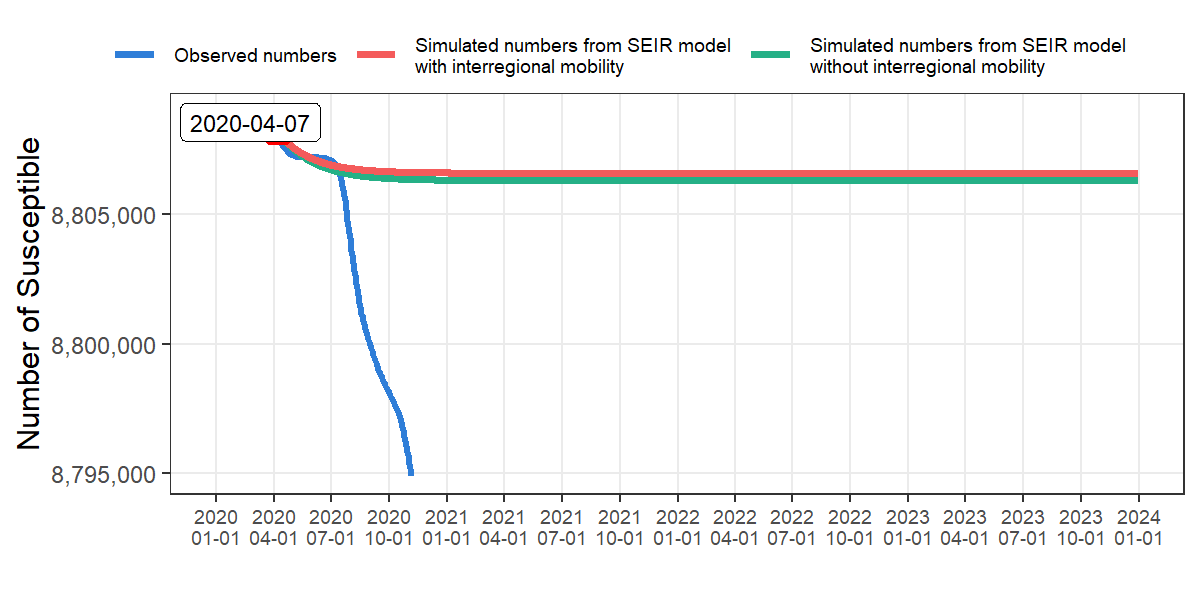 Observed numbers
Simulated numbers from SEIR model
with interregional mobility
Simulated numbers from SEIR model
without interregional mobility
2020-04-07
Number of Susceptible
8,805,000
8,800,000
8,795,000
2020 2020 2020 2020 2021 2021 2021 2021 2022 2022 2022 2022 2023 2023 2023 2023 2024
01-01 04-01 07-01 10-01 01-01 04-01 07-01 10-01 01-01 04-01 07-01 10-01 01-01 04-01 07-01 10-01 01-01